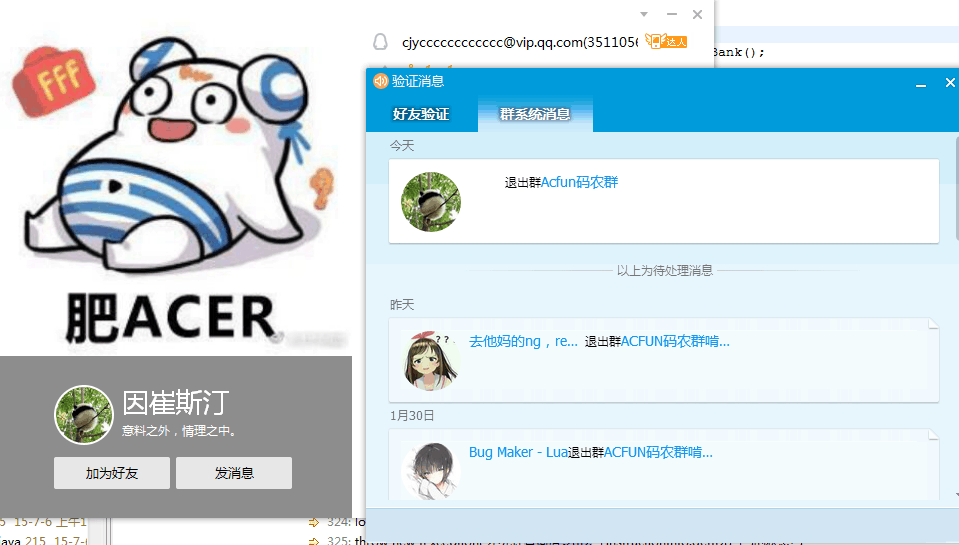 fff
肥ACER
因崔斯汀
意料之外，情理之中。
加为好友
发消息
cjycccccccccccc@vip.qq.com(3511056
达人
Bank();
验证消息
好友验证
群系统消息
今天
退出群Acfun码农群
以上为待处理消息
昨天
??
去他妈的ng，re... 退出群ACFUN码农群啃...
1月30日
Bug Maker - Lua退出群ACFUN码农群啃...
5 15-7-6 上午1
java 215 15-7-6
324: lo
325: